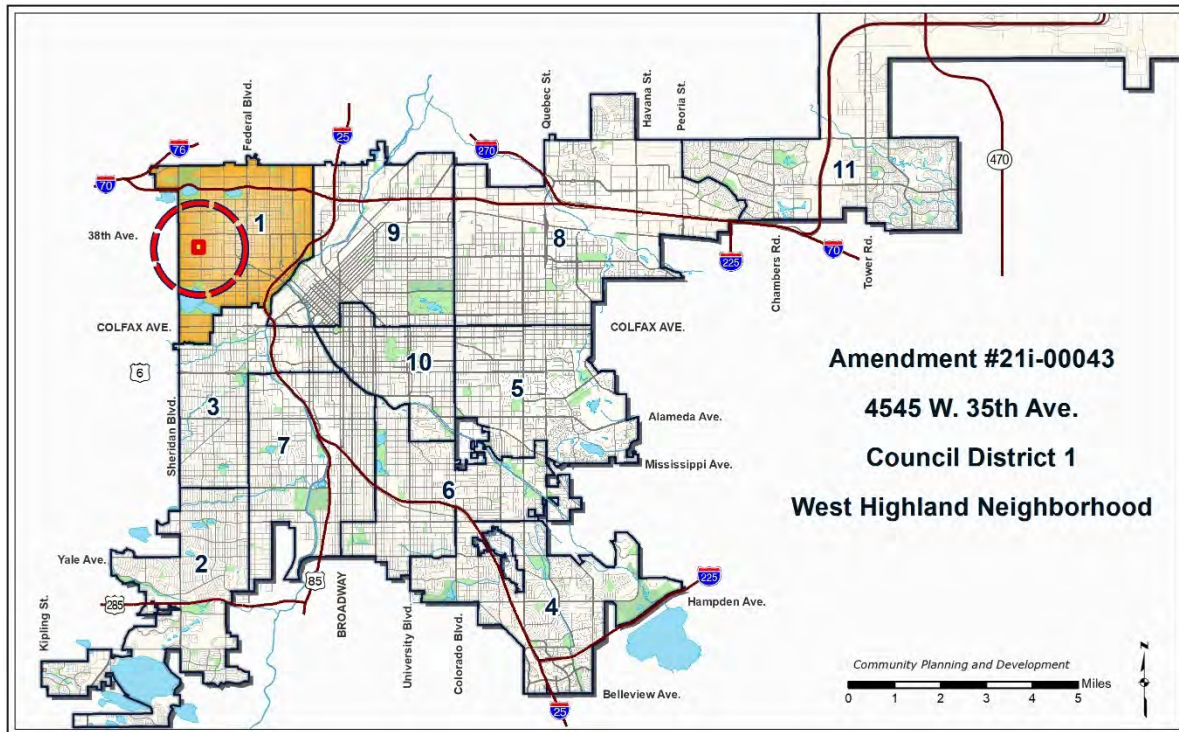 Federal Blvd.
Quebec St.
Havana St.
Peoria St.
76
25
270
70
470
11
38th Ave.
1
9
8
225
70
Chambers Rd.
Tower Rd.
COLFAX AVE.
COLFAX AVE.
6
10
5
3
Sheridan Blvd.
7
Alameda Ave.
Mississippi Ave.
6
2
Yale Ave.
85
285
225
Hampden Ave.
4
Kipling St.
BROADWAY
University Blvd.
Colorado Blvd.
Belleview Ave.
25
Amendment #21i-00043
4545 W. 35th Ave.
Council District 1
West Highland Neighborhood
Community Planning and Development
0 1 2 3 4 5 Miles
N